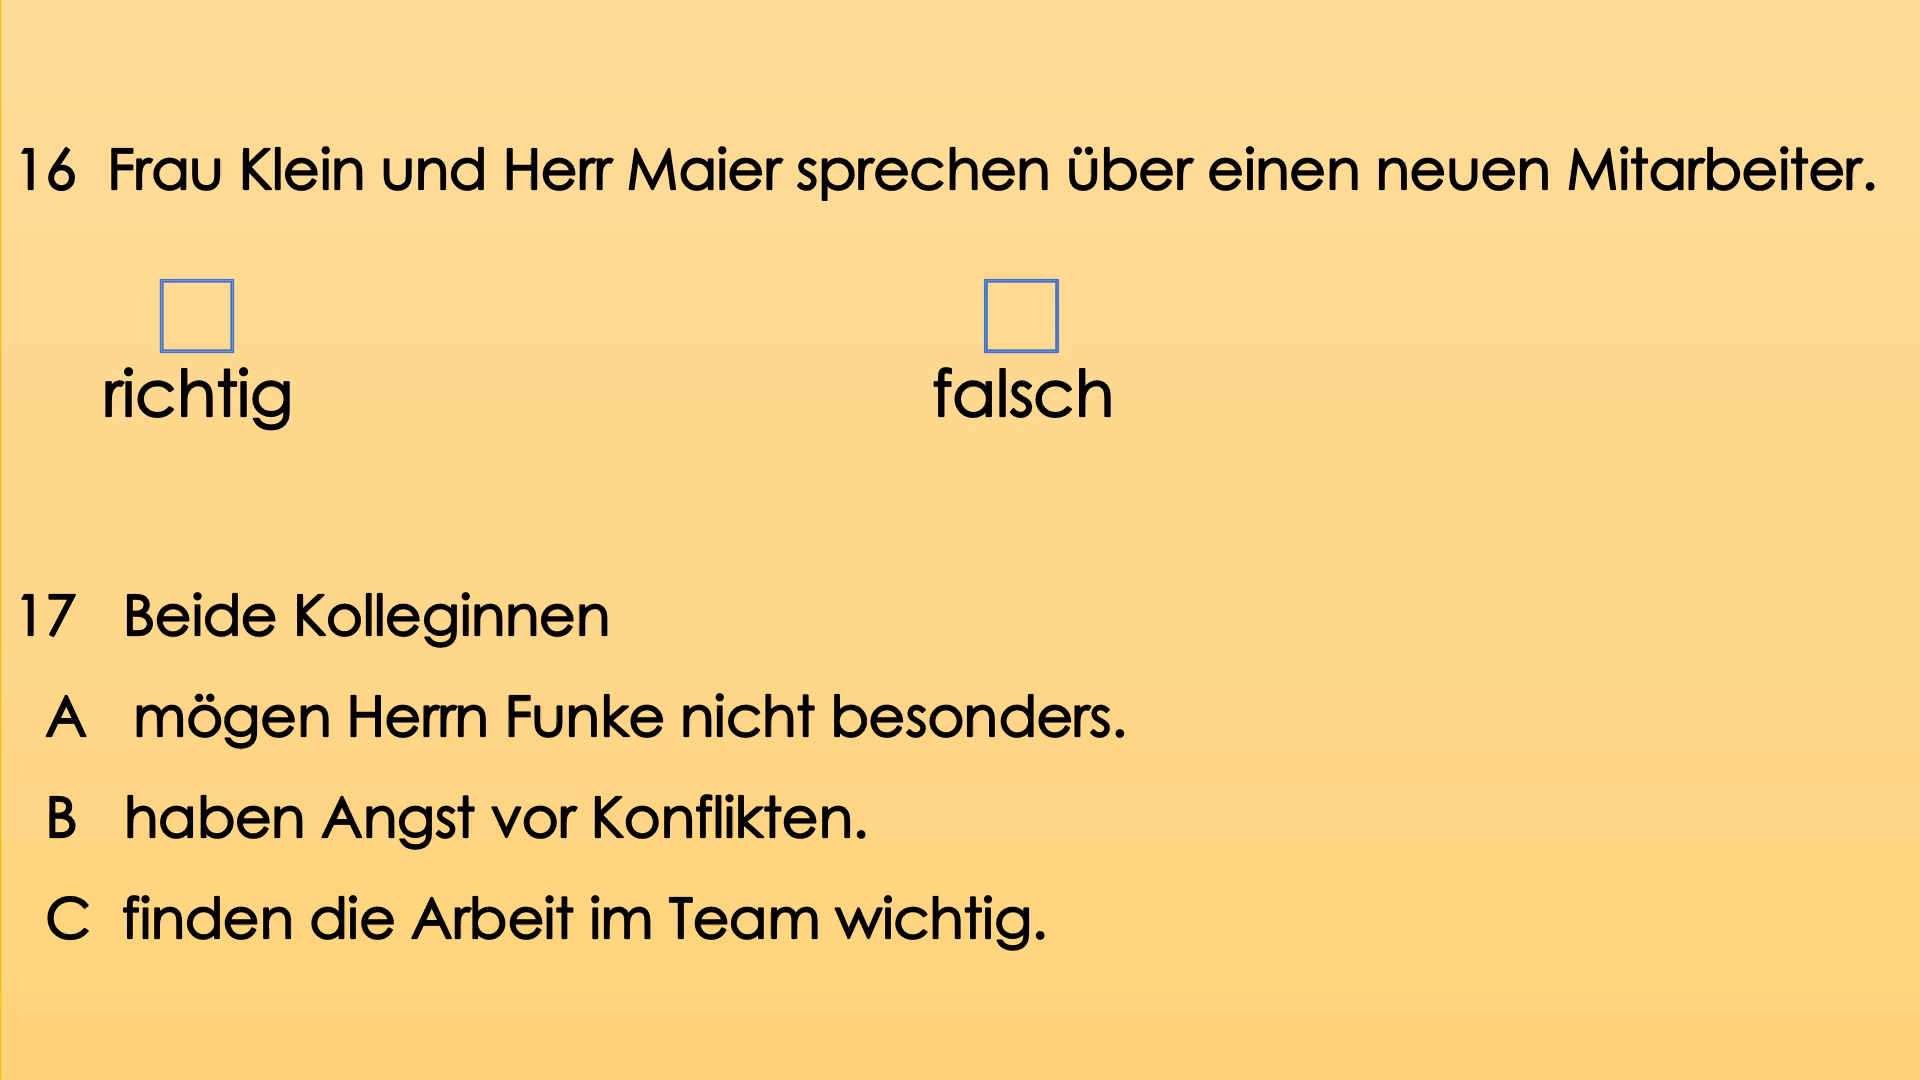 16 Frau Klein und Herr Maier sprechen über einen neuen Mitarbeiter.
richtig falsch
17 Beide Kolleginnen
A mögen Herrn Funke nicht besonders.
B haben Angst vor Konflikten.
C finden die Arbeit im Team wichtig.